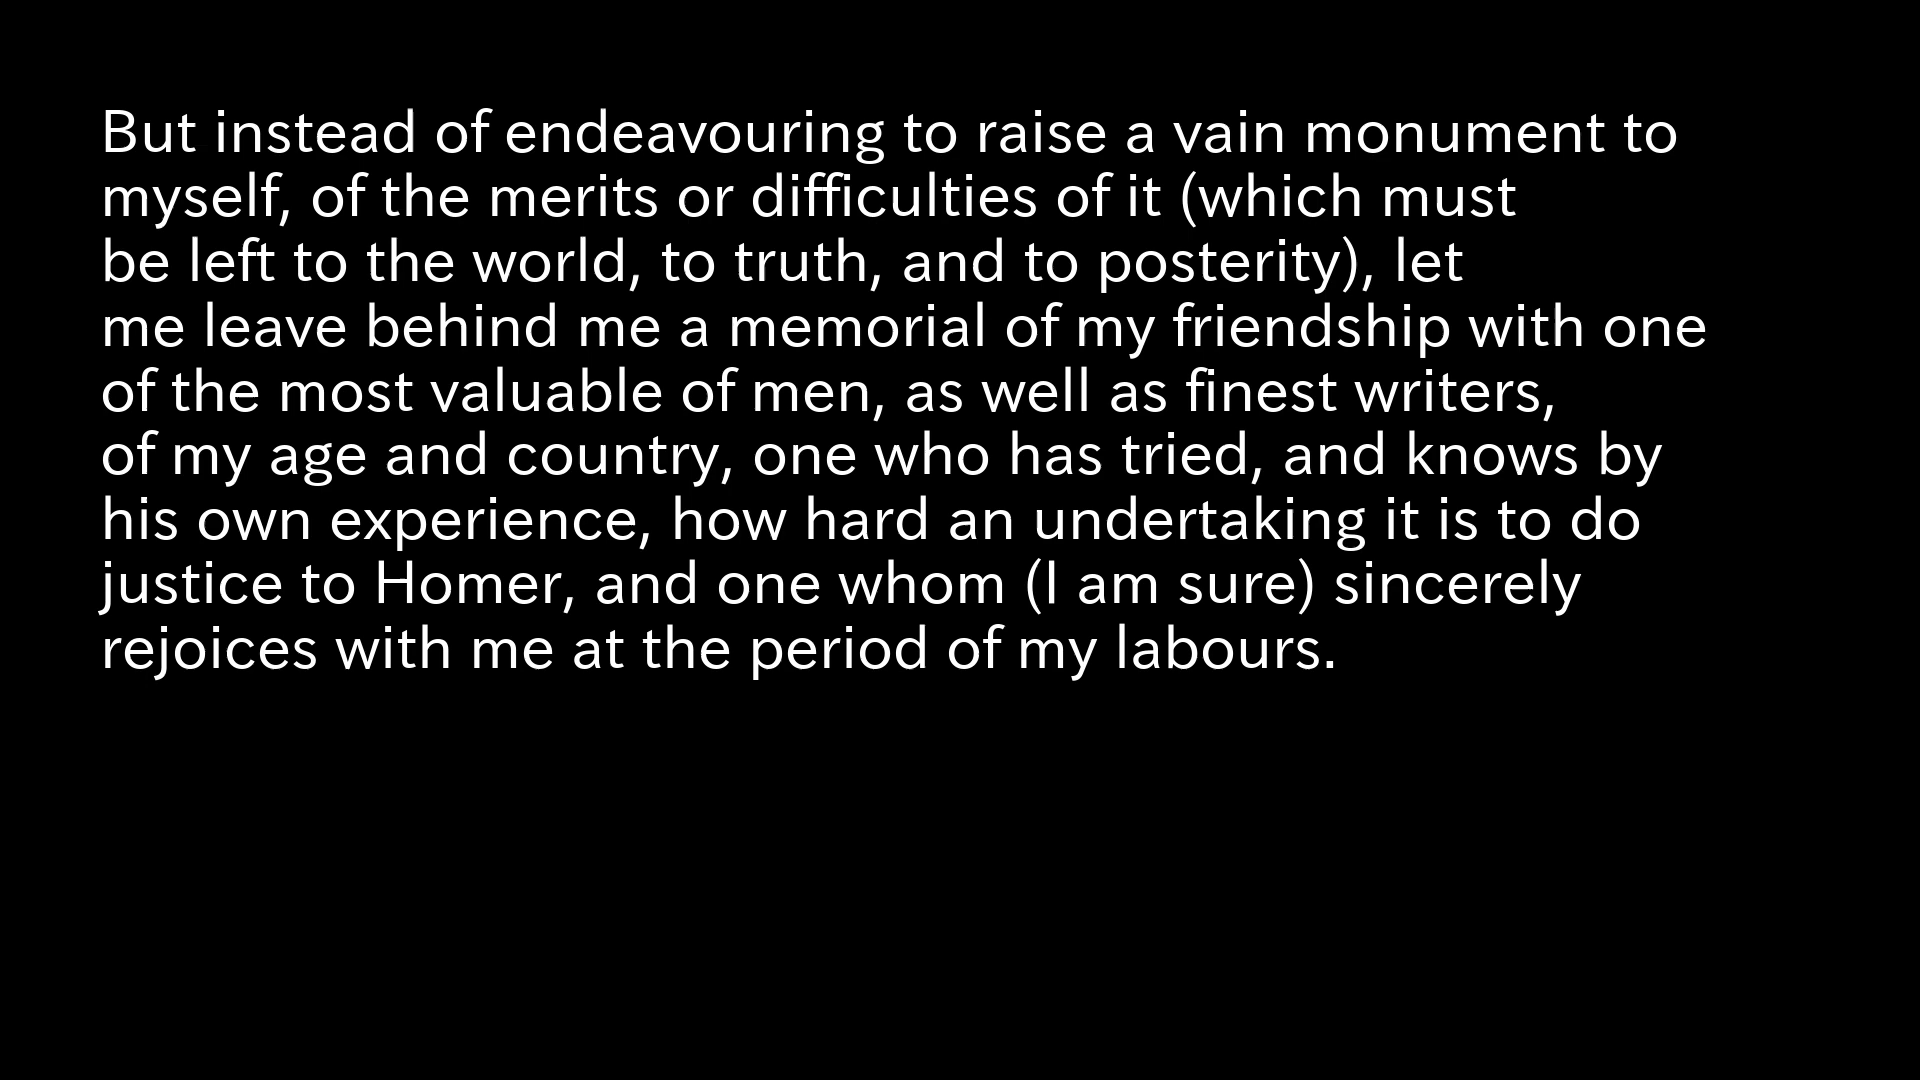 But instead of endeavouring to raise a vain monument to
myself, of the merits or difficulties of it (which must
be left to the world, to truth, and to posterity), let
me leave behind me a memorial of my friendship with one
of the most valuable of men, as well as finest writers,
of my age and country, one who has tried, and knows by
his own experience, how hard an undertaking it is to do
justice to Homer, and one whom (I am sure) sincerely
rejoices with me at the period of my labours.